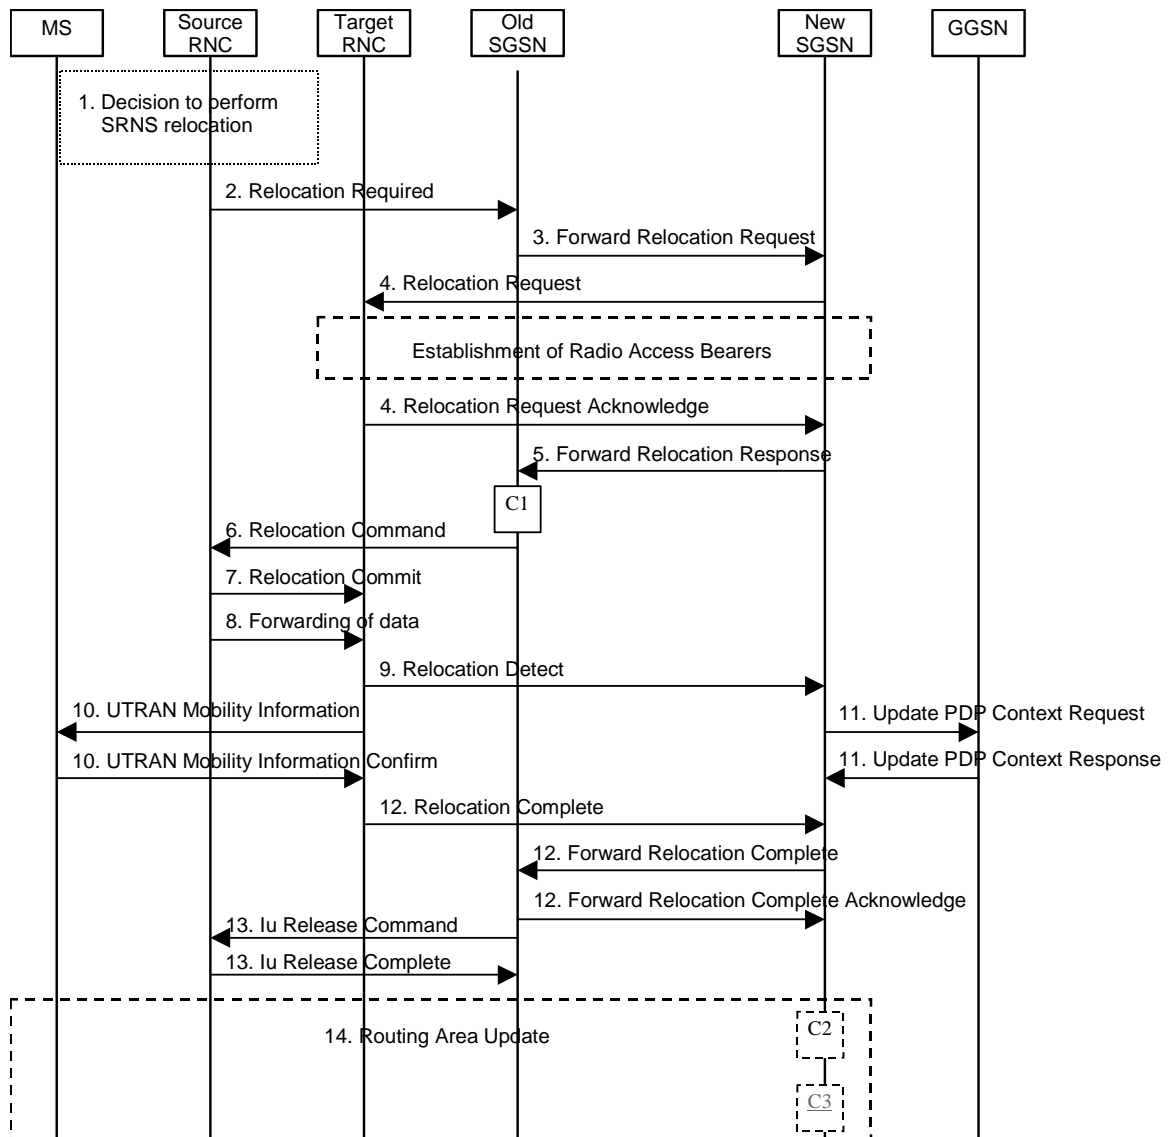 MS
Source
RNC
Target
RNC
Old
SGSN
New
SGSN
GGSN
1. Decision to perform
SRNS relocation
2. Relocation Required
3. Forward Relocation Request
4. Relocation Request
Establishment of Radio Access Bearers
4. Relocation Request Acknowledge
5. Forward Relocation Response
C1
6. Relocation Command
7. Relocation Commit
8. Forwarding of data
9. Relocation Detect
10. UTRAN Mobility Information
11. Update PDP Context Request
10. UTRAN Mobility Information Confirm
11. Update PDP Context Response
12. Relocation Complete
12. Forward Relocation Complete
12. Forward Relocation Complete Acknowledge
13. Iu Release Command
13. Iu Release Complete
14. Routing Area Update
C2
C3